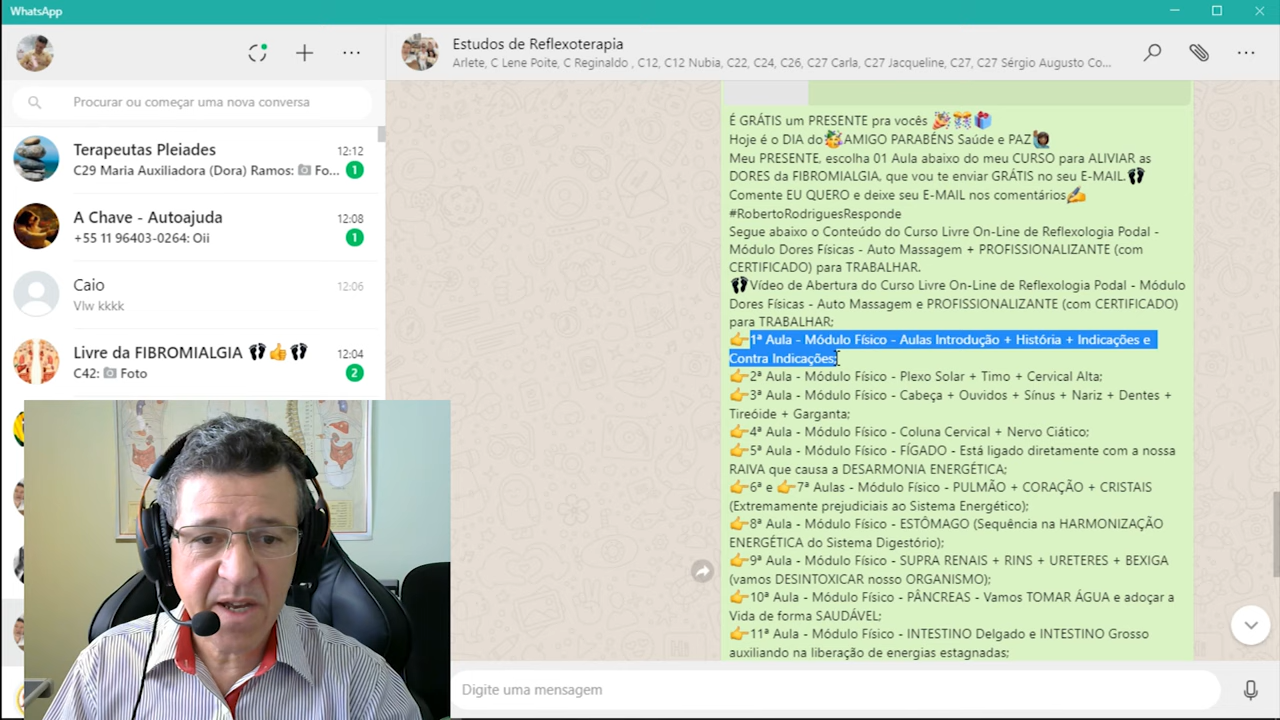 WhatsApp
Procurar ou começar uma nova conversa
Terapeutas Pleiades
12:12
C29 Maria Auxiliadora (Dora) Ramos: 📷 Fo...
1
A Chave - Autoajuda
12:08
+55 11 96403-0264: Oii
1
Caio
12:06
Vlw kkkk
Livre da FIBROMIALGIA 👣👍👣
12:04
C42: 📷 Foto
2
Estudos de Reflexoterapia
Arlete, C Lene Poite, C Reginaldo , C12, C12 Nubia, C22, C24, C26, C27 Carla, C27 Jacqueline, C27, C27 Sérgio Augusto Co...
É GRÁTIS um PRESENTE pra vocês 🎉🎊🎁
Hoje é o DIA do🥰AMIGO PARABÉNS Saúde e PAZ🙋🏾‍♂️
Meu PRESENTE, escolha 01 Aula abaixo do meu CURSO para ALIVIAR as
DORES da FIBROMIALGIA, que vou te enviar GRÁTIS no seu E-MAIL.👣
Comente EU QUERO e deixe seu E-MAIL nos comentários✍
#RobertoRodriguesResponde
Segue abaixo o Conteúdo do Curso Livre On-Line de Reflexologia Podal -
Módulo Dores Físicas - Auto Massagem + PROFISSIONALIZANTE (com
CERTIFICADO) para TRABALHAR.
👣Vídeo de Abertura do Curso Livre On-Line de Reflexologia Podal - Módulo
Dores Físicas - Auto Massagem e PROFISSIONALIZANTE (com CERTIFICADO)
para TRABALHAR;
👉1ª Aula - Módulo Físico - Aulas Introdução + História + Indicações e
Contra Indicações;
👉2ª Aula - Módulo Físico - Plexo Solar + Timo + Cervical Alta;
👉3ª Aula - Módulo Físico - Cabeça + Ouvidos + Sínus + Nariz + Dentes +
Tireóide + Garganta;
👉4ª Aula - Módulo Físico - Coluna Cervical + Nervo Ciático;
👉5ª Aula - Módulo Físico - FÍGADO - Está ligado diretamente com a nossa
RAIVA que causa a DESARMONIA ENERGÉTICA;
👉6ª e 👉7ª Aulas - Módulo Físico - PULMÃO + CORAÇÃO + CRISTAIS
(Extremamente prejudiciais ao Sistema Energético);
👉8ª Aula - Módulo Físico - ESTÔMAGO (Sequência na HARMONIZAÇÃO
ENERGÉTICA do Sistema Digestório);
👉9ª Aula - Módulo Físico - SUPRA RENAIS + RINS + URETERES + BEXIGA
(vamos DESINTOXICAR nosso ORGANISMO);
👉10ª Aula - Módulo Físico - PÂNCREAS - Vamos TOMAR ÁGUA e adoçar a
Vida de forma SAUDÁVEL;
👉11ª Aula - Módulo Físico - INTESTINO Delgado e INTESTINO Grosso
auxiliando na liberação de energias estagnadas;
Digite uma mensagem